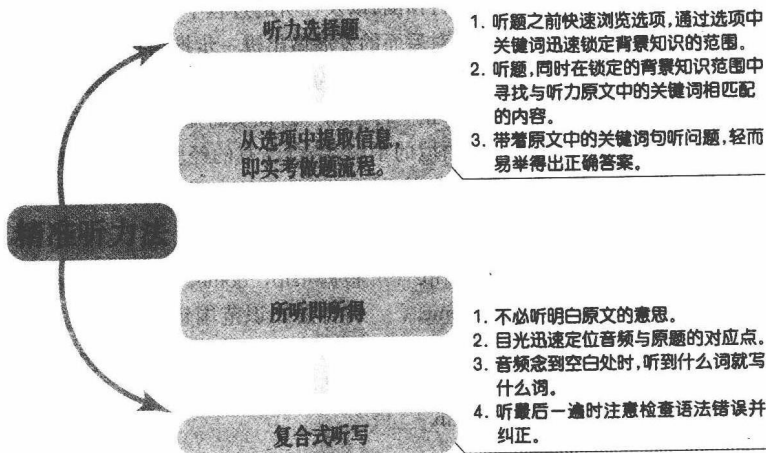 听力选择题
1. 听题之前快速浏览选项,通过选项中
关键词迅速锁定背景知识的范围。
2. 听题,同时在锁定的背景知识范围中
寻找与听力原文中的关键词相匹配
的内容。
从选项中提取信息,
即实考做题流程。
3. 带着原文中的关键词句听问题,轻而
易举得出正确答案。
精准听力法
所听即所得
1. 不必听明白原文的意思。
2. 目光迅速定位音频与原题的对应点。
3. 音频念到空白处时,听到什么词就写
什么词。
复合式听写
4. 听最后一遍时注意检查语法错误并
纠正。